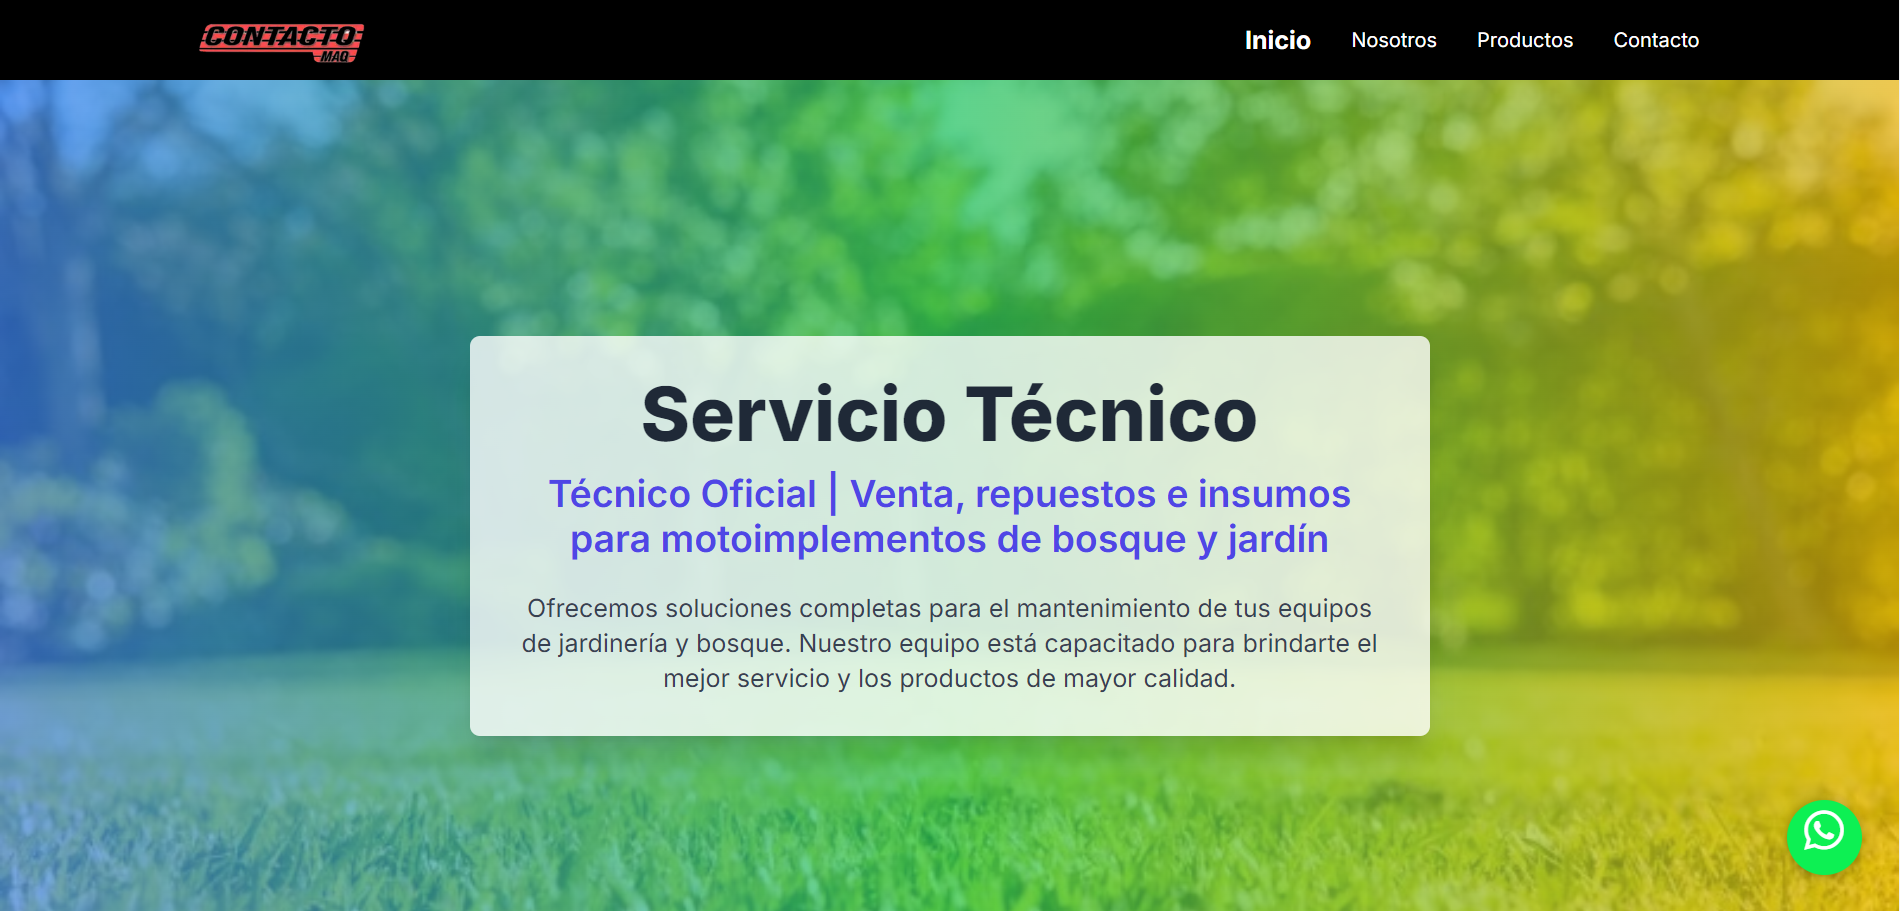 CONTACTO
MAQ
Inicio
Nosotros
Productos
Contacto
Servicio Técnico
Técnico Oficial | Venta, repuestos e insumos
para motoimplementos de bosque y jardín
Ofrecemos soluciones completas para el mantenimiento de tus equipos
de jardinería y bosque. Nuestro equipo está capacitado para brindarte el
mejor servicio y los productos de mayor calidad.